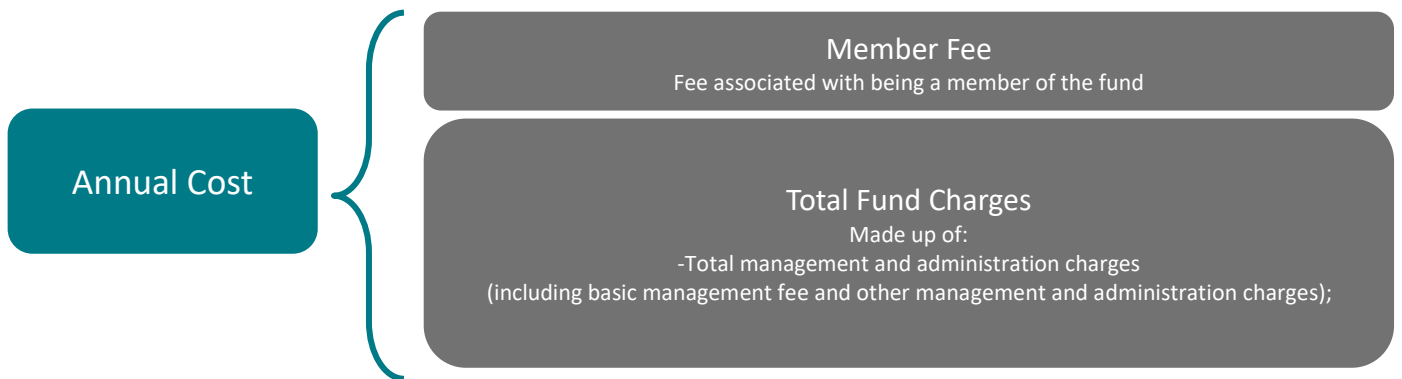 Annual Cost
Member Fee
Fee associated with being a member of the fund
Total Fund Charges
Made up of:
-Total management and administration charges
(including basic management fee and other management and administration charges);